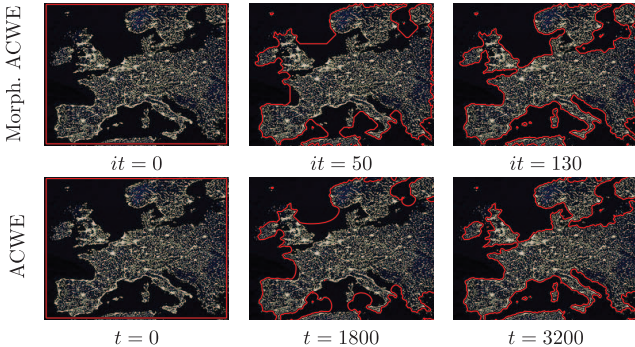 Morph. ACWE
it = 0
it = 50
it = 130
ACWE
t = 0
t = 1800
t = 3200